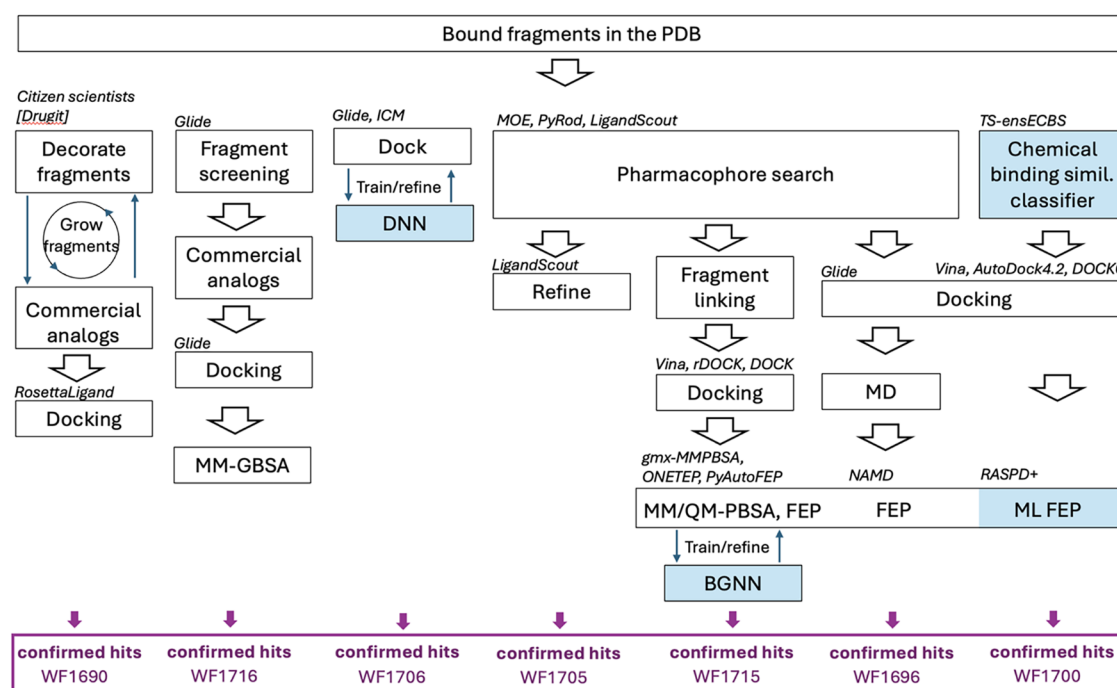 Bound fragments in the PDB
Citizen scientists
[Drugit]
Decorate
fragments
Grow
fragments
Commercial
analogs
RosettaLigand
Docking
Glide
Fragment
screening
Commercial
analogs
Glide
Docking
MM-GBSA
Glide, ICM
Dock
Train/refine
DNN
MOE, PyRod, LigandScout
Pharmacophore search
LigandScout
Refine
Fragment
linking
Vina, rDOCK, DOCK
Docking
gmx-MMPBSA,
ONETEP, PyAutoFEP
MM/QM-PBSA, FEP
Train/refine
BGNN
TS-ensECBS
Chemical
binding simil.
classifier
Glide
Vina, AutoDock4.2, DOCK
Docking
MD
NAMD
FEP
RASPD+
ML FEP
confirmed hits
WF1690
confirmed hits
WF1716
confirmed hits
WF1706
confirmed hits
WF1705
confirmed hits
WF1715
confirmed hits
WF1696
confirmed hits
WF1700